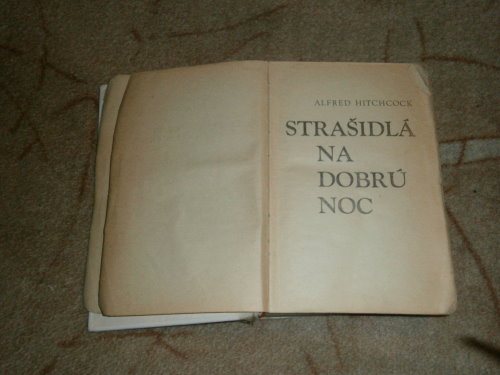 ALFRED HITCHCOCK
STRAŠIDLÁ
NA
DOBRÚ
NOC